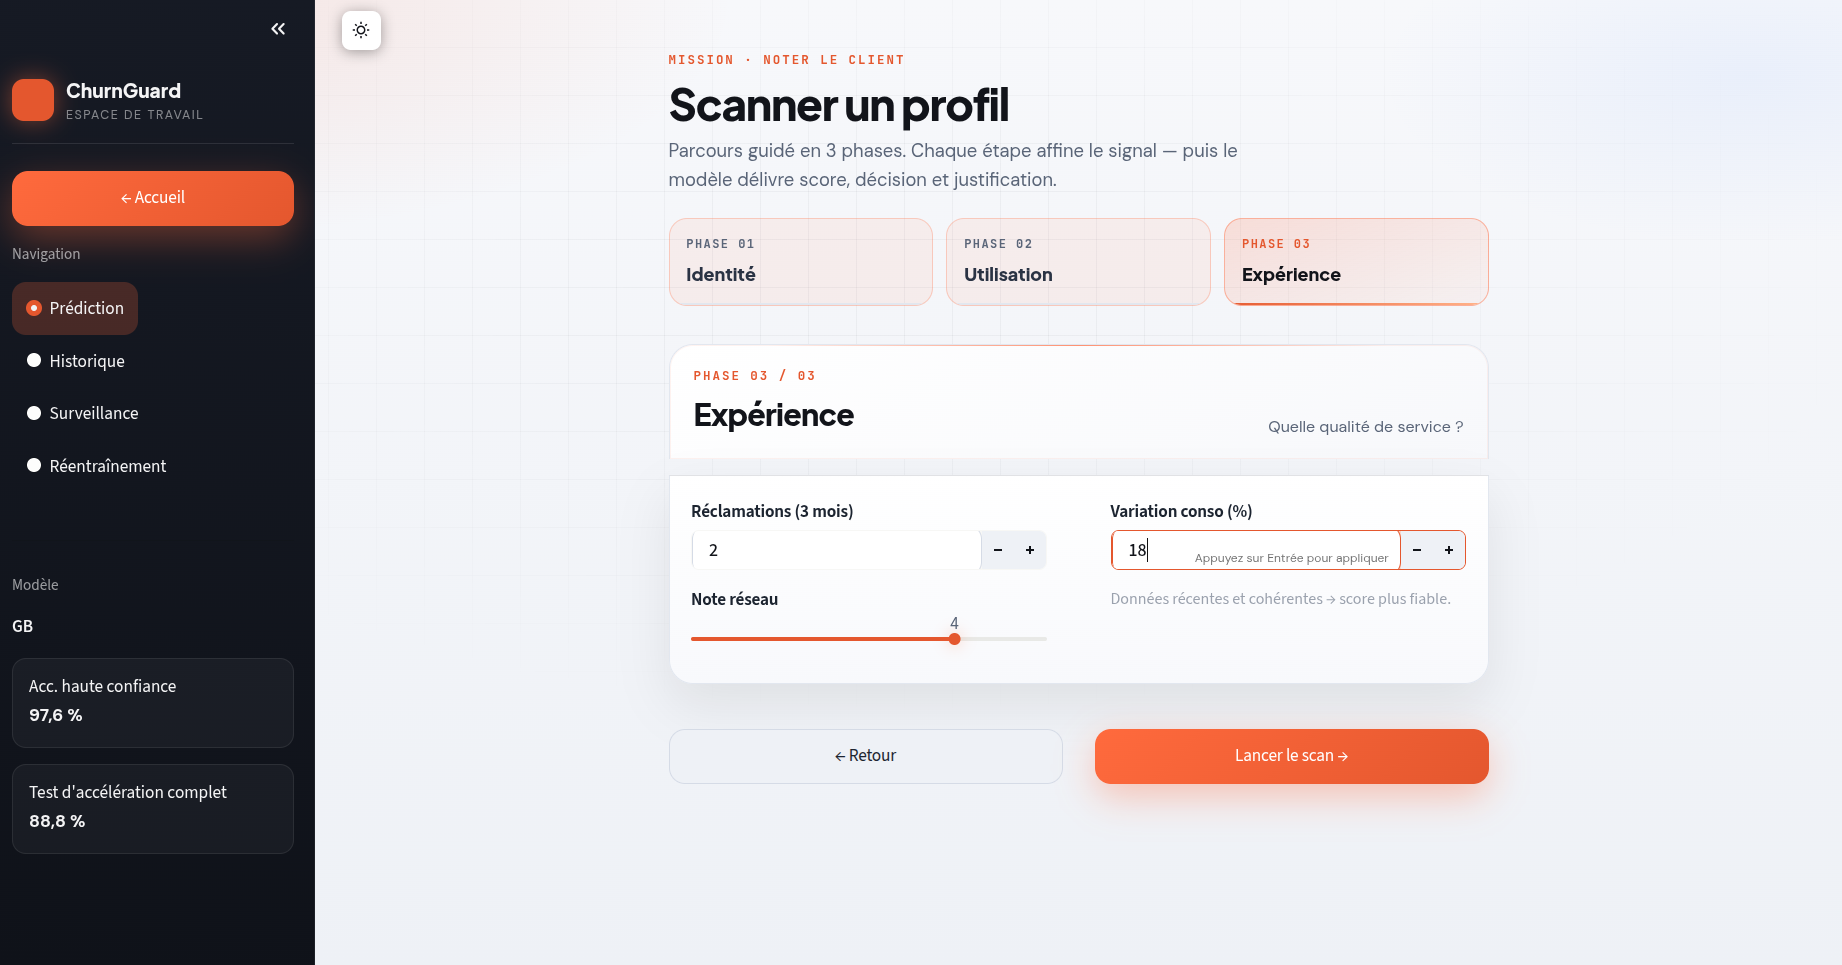 ChurnGuard
ESPACE DE TRAVAIL
← Accueil
Navigation
Prédiction
Historique
Surveillance
Réentraînement
Modèle
GB
Acc. haute confiance
97,6 %
Test d'accélération complet
88,8 %
MISSION · NOTER LE CLIENT
Scanner un profil
Parcours guidé en 3 phases. Chaque étape affine le signal — puis le
modèle délivre score, décision et justification.
PHASE 01
Identité
PHASE 02
Utilisation
PHASE 03
Expérience
PHASE 03 / 03
Expérience
Quelle qualité de service ?
Réclamations (3 mois)
2
− +
Variation conso (%)
18
Appuyez sur Entrée pour appliquer
− +
Note réseau
4
Données récentes et cohérentes → score plus fiable.
← Retour
Lancer le scan →